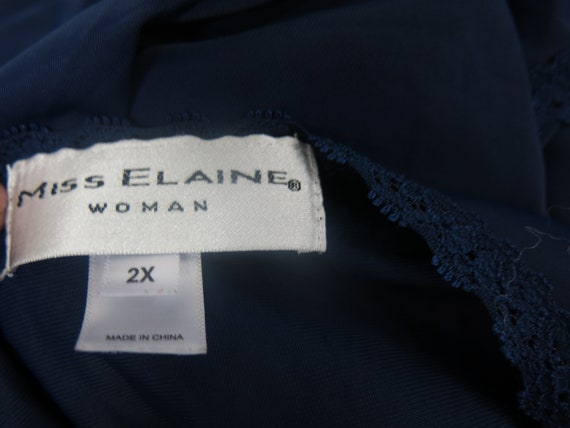 MISS ELAINE®
WOMAN
2X
MADE IN CHINA